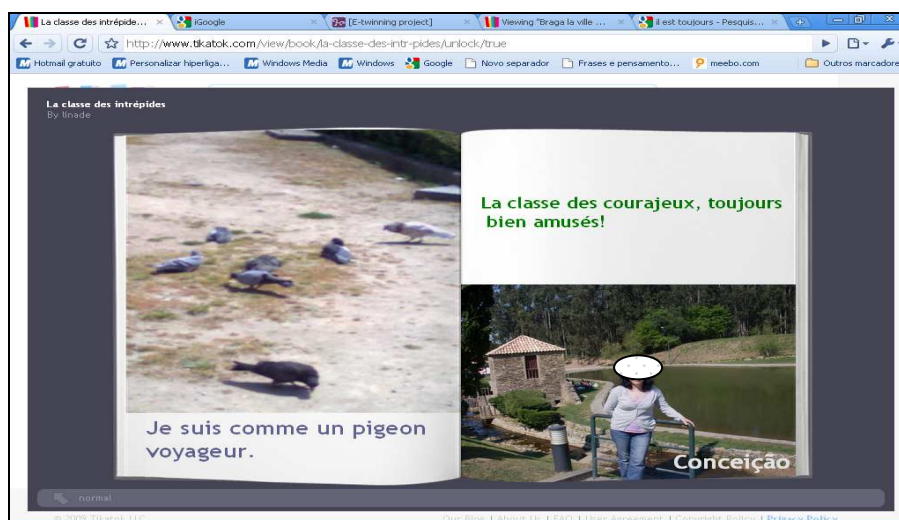 La classe des intrépide...
iGoogle
[E-twinning project]
Viewing "Braga la ville ...
il est toujours - Pesquis...
http://www.tikatok.com/view/book/la-classe-des-intr-pides/unlock/true
Hotmail gratuito
Personalizar hiperliga...
Windows Media
Windows
Google
Novo separador
Frases e pensamento...
meebo.com
Outros marcadore
La classe des intrépides
By linade
La classe des courajeux, toujours
bien amusés!
Je suis comme un pigeon
voyageur.
Conceição
normal
© 2009 Tikatok LLC
Our Blog | About Us | FAQ | User Agreement | Copyright Policy | Privacy Policy